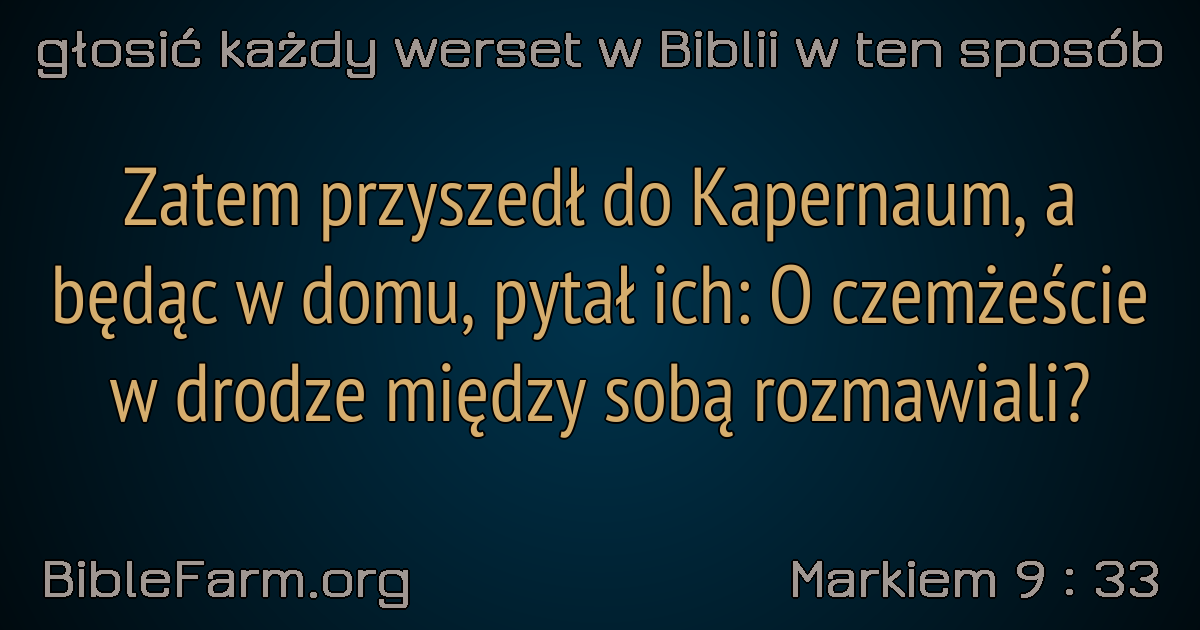 głosić każdy werset w Biblii w ten sposób
Zatem przyszedł do Kapernaum, a
będąc w domu, pytał ich: O czemżeście
w drodze między sobą rozmawiali?
BibleFarm.org
Markiem 9 : 33